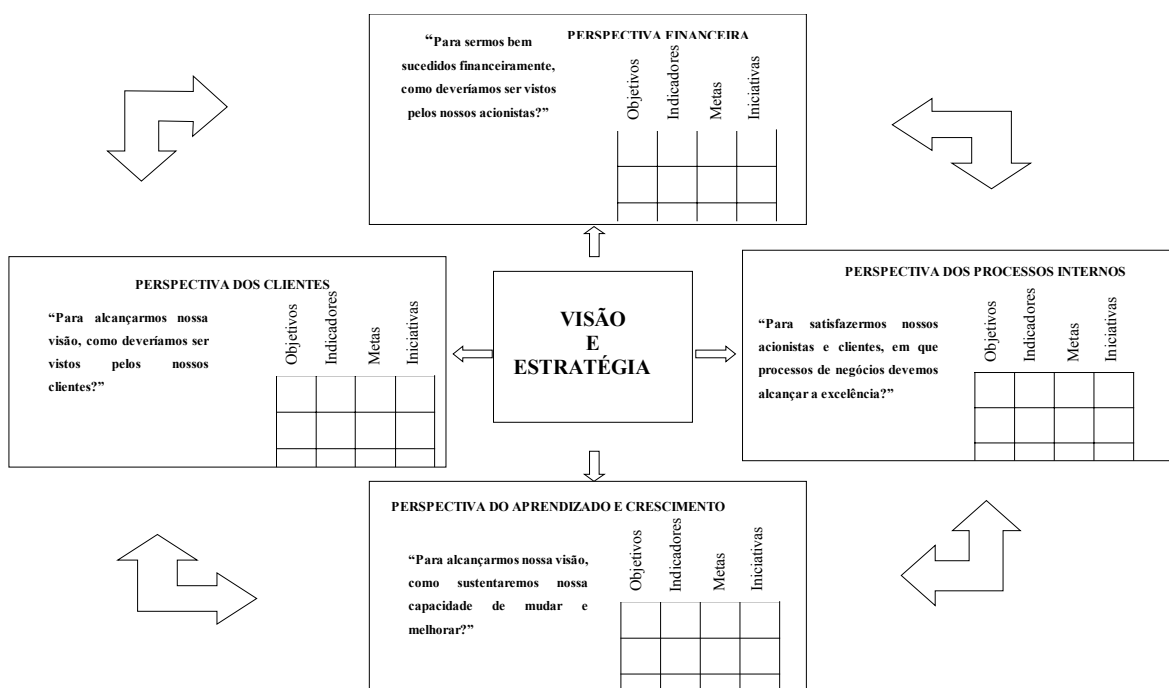 PERSPECTIVA FINANCEIRA
“Para sermos bem
sucedidos financeiramente,
como deveríamos ser vistos
pelos nossos acionistas?”
Objetivos
Indicadores
Metas
Iniciativas
PERSPECTIVA DOS CLIENTES
“Para alcançarmos nossa
visão, como deveríamos ser
vistos pelos nossos
clientes?”
Objetivos
Indicadores
Metas
Iniciativas
VISÃO
E
ESTRATÉGIA
PERSPECTIVA DOS PROCESSOS INTERNOS
“Para satisfazermos nossos
acionistas e clientes, em que
processos de negócios devemos
alcançar a excelência?”
Objetivos
Indicadores
Metas
Iniciativas
PERSPECTIVA DO APRENDIZADO E CRESCIMENTO
“Para alcançarmos nossa visão,
como sustentaremos nossa
capacidade de mudar e
melhorar?”
Objetivos
Indicadores
Metas
Iniciativas